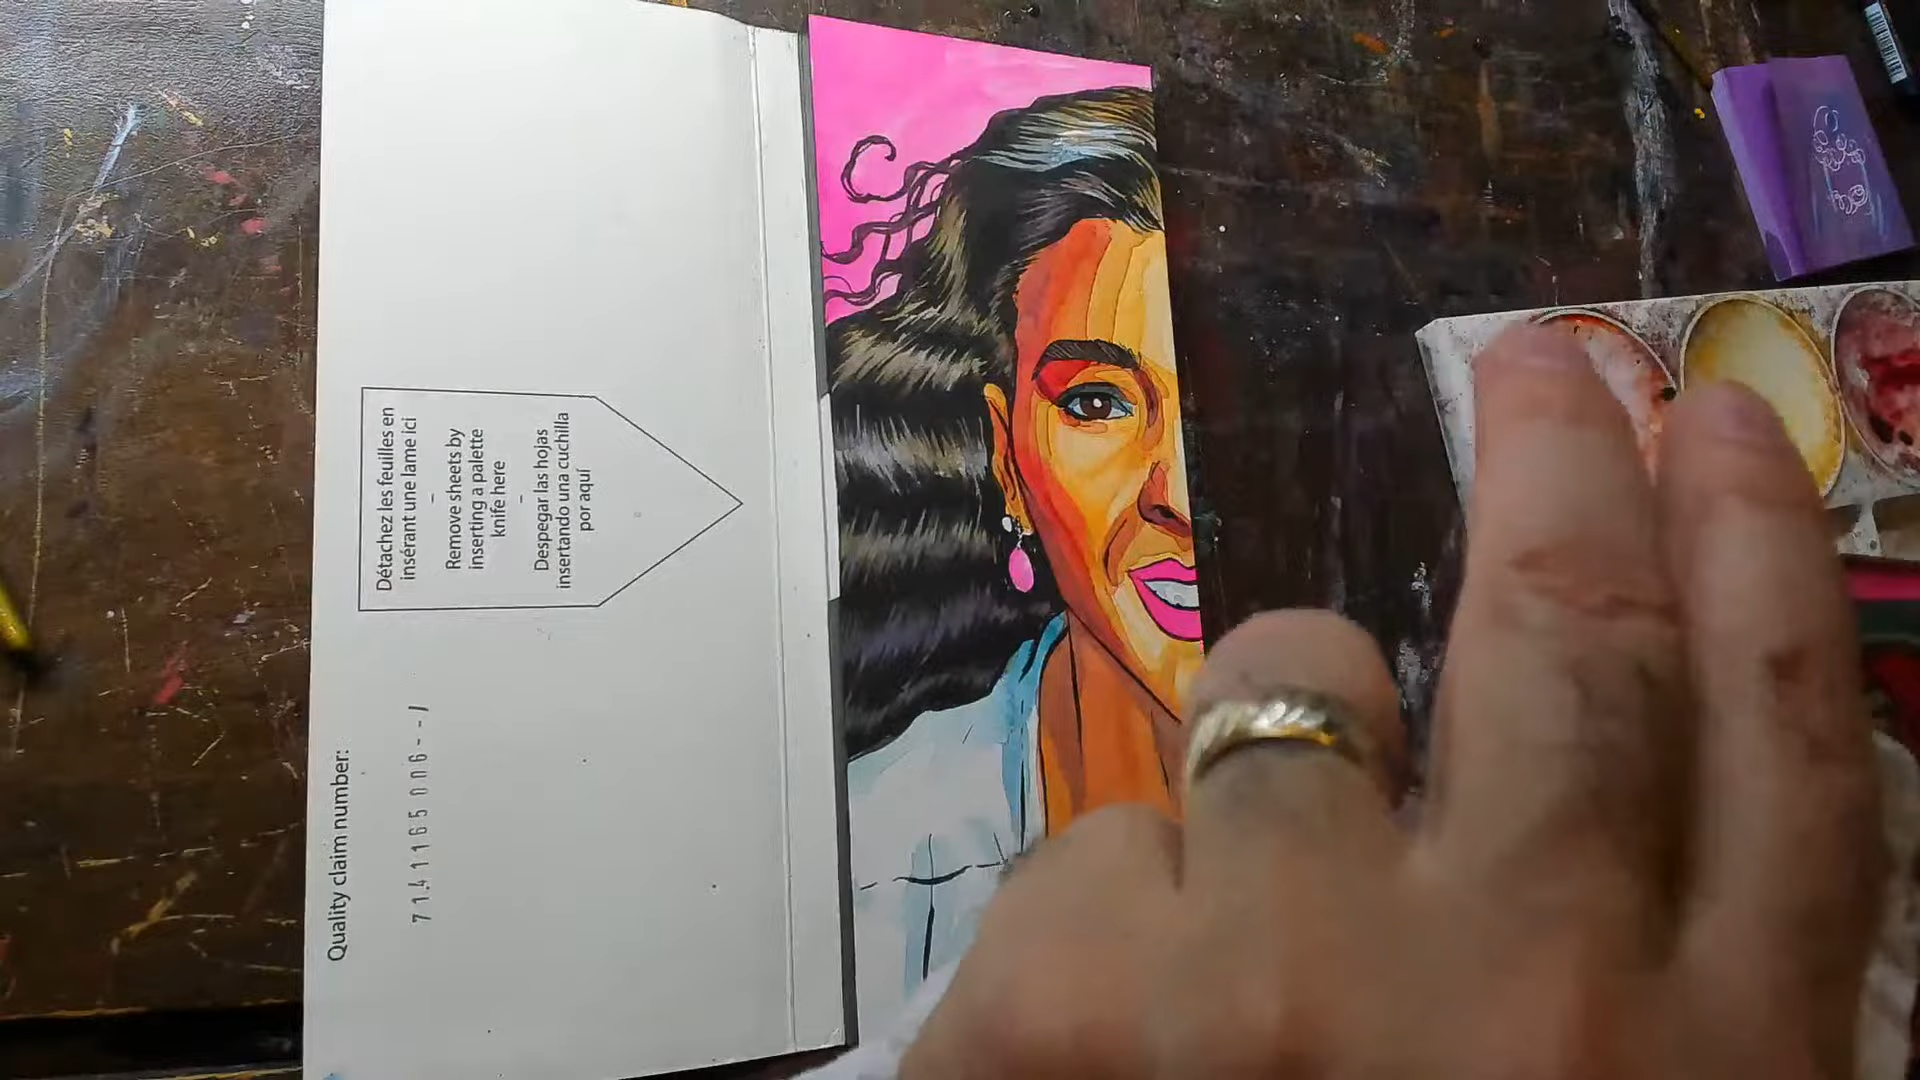 Détachez les feuilles en
insérant une lame ici
–
Remove sheets by
inserting a palette
knife here
–
Despegar las hojas
insertando una cuchilla
por aquí
Quality claim number:
71411165006--J